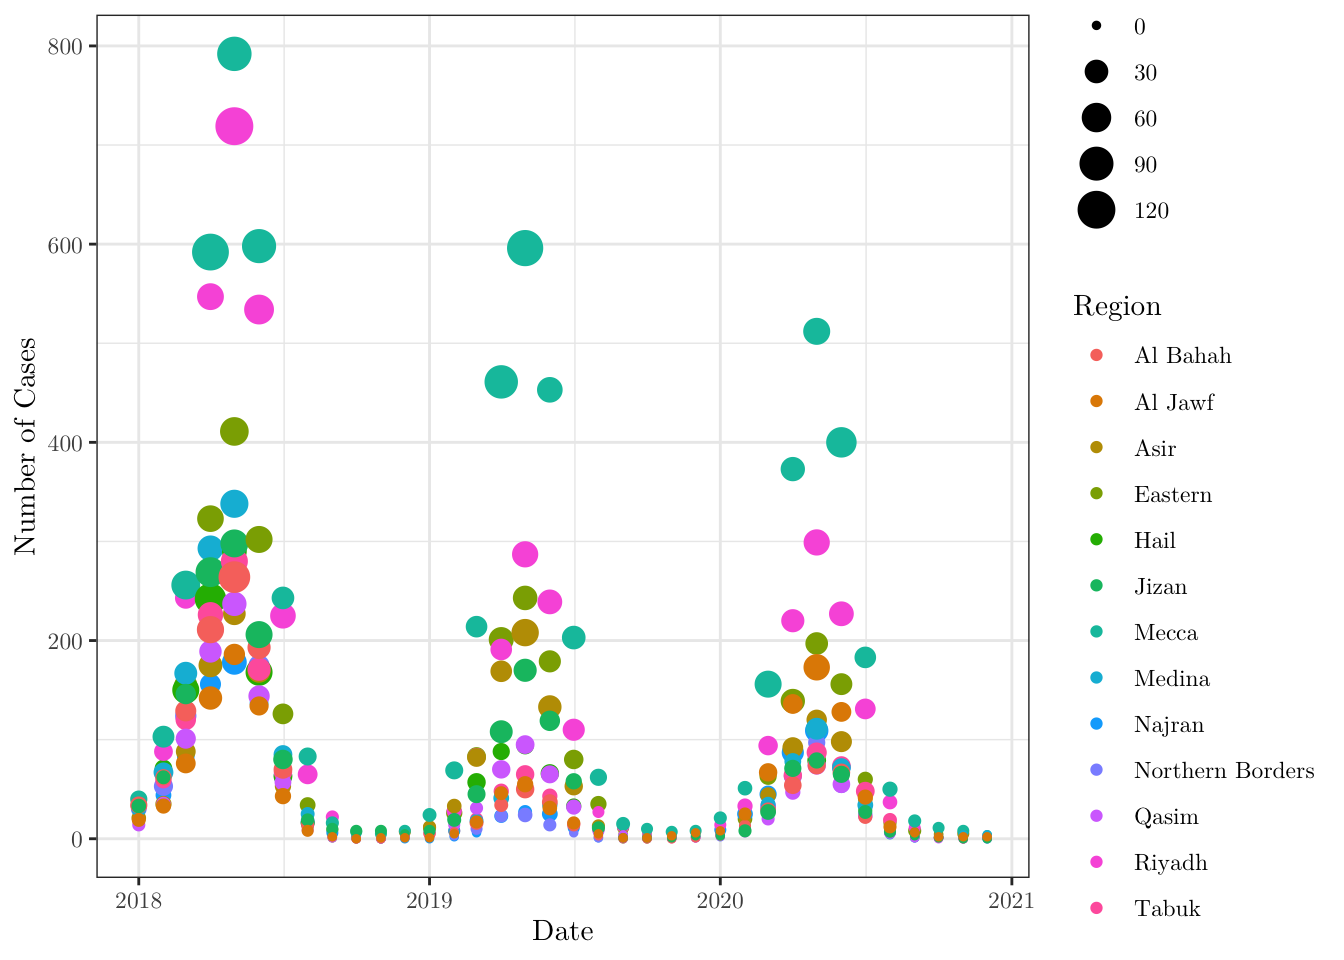 800
600
400
200
0
Number of Cases
2018
2019
2020
2021
Date
0
30
60
90
120
Region
Al Bahah
Al Jawf
Asir
Eastern
Hail
Jizan
Mecca
Medina
Najran
Northern Borders
Qasim
Riyadh
Tabuk